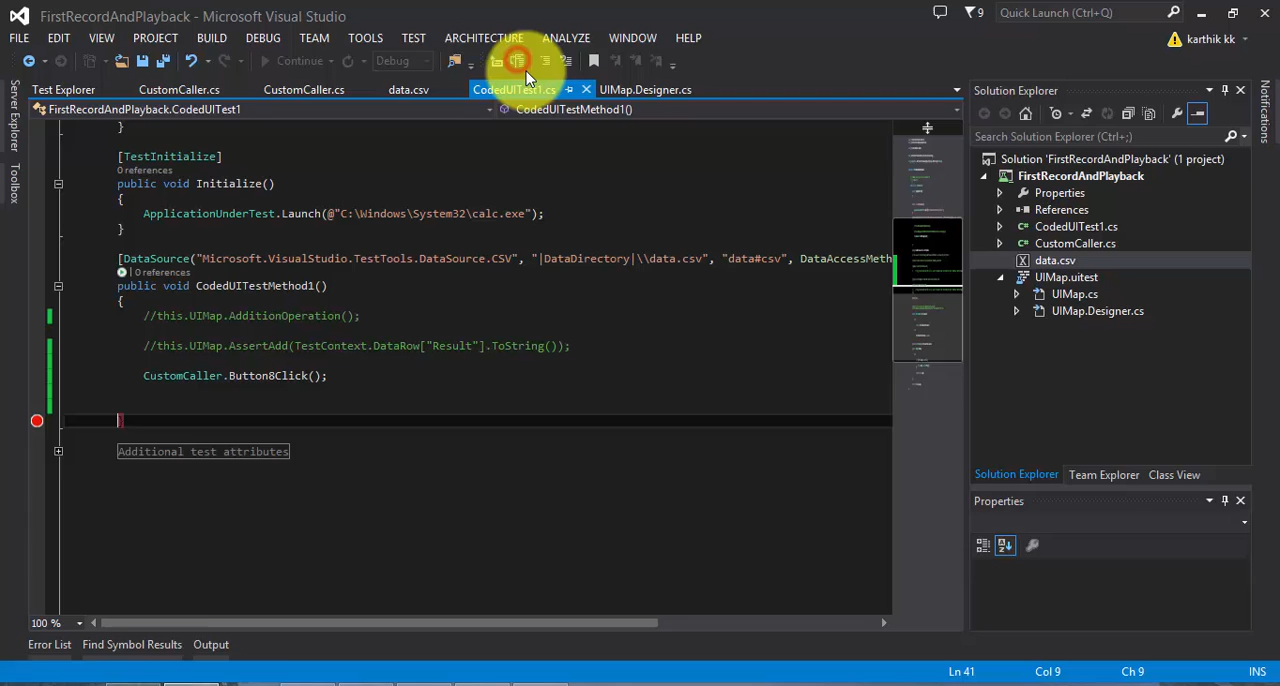 FirstRecordAndPlayback - Microsoft Visual Studio
9
Quick Launch (Ctrl+Q)
FILE EDIT VIEW PROJECT BUILD DEBUG TEAM TOOLS TEST ARCHITECTURE ANALYZE WINDOW HELP
karthik kk
Continue
Debug
Test Explorer CustomCaller.cs CustomCaller.cs data.csv CodedUITest1.cs UIMap.Designer.cs
FirstRecordAndPlayback.CodedUITest1 CodedUITestMethod1()
}
[TestInitialize]
0 references
public void Initialize()
{
ApplicationUnderTest.Launch(@"C:\Windows\System32\calc.exe");
}
[DataSource("Microsoft.VisualStudio.TestTools.DataSource.CSV", "|DataDirectory|\\data.csv", "data#csv", DataAccessMeth
| 0 references
public void CodedUITestMethod1()
{
//this.UIMap.AdditionOperation();
//this.UIMap.AssertAdd(TestContext.DataRow["Result"].ToString());
CustomCaller.Button8Click();
}
Additional test attributes
100 %
Error List Find Symbol Results Output
Ln 41 Col 9 Ch 9 INS
Server Explorer
Toolbox
Solution Explorer
Search Solution Explorer (Ctrl+;)
Solution 'FirstRecordAndPlayback' (1 project)
FirstRecordAndPlayback
Properties
References
C# CodedUITest1.cs
C# CustomCaller.cs
data.csv
UIMap.uitest
UIMap.cs
UIMap.Designer.cs
Solution Explorer Team Explorer Class View
Properties
Notifications